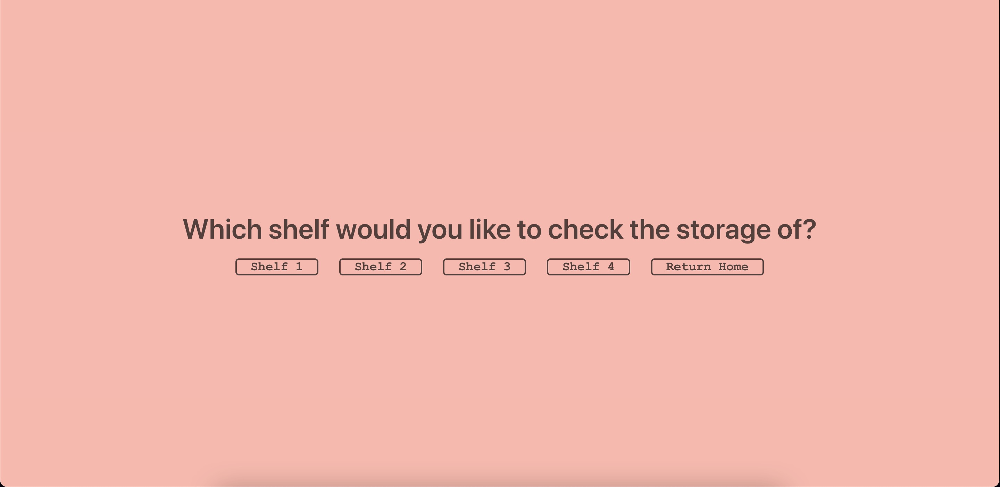 Which shelf would you like to check the storage of?
Shelf 1 Shelf 2 Shelf 3 Shelf 4 Return Home